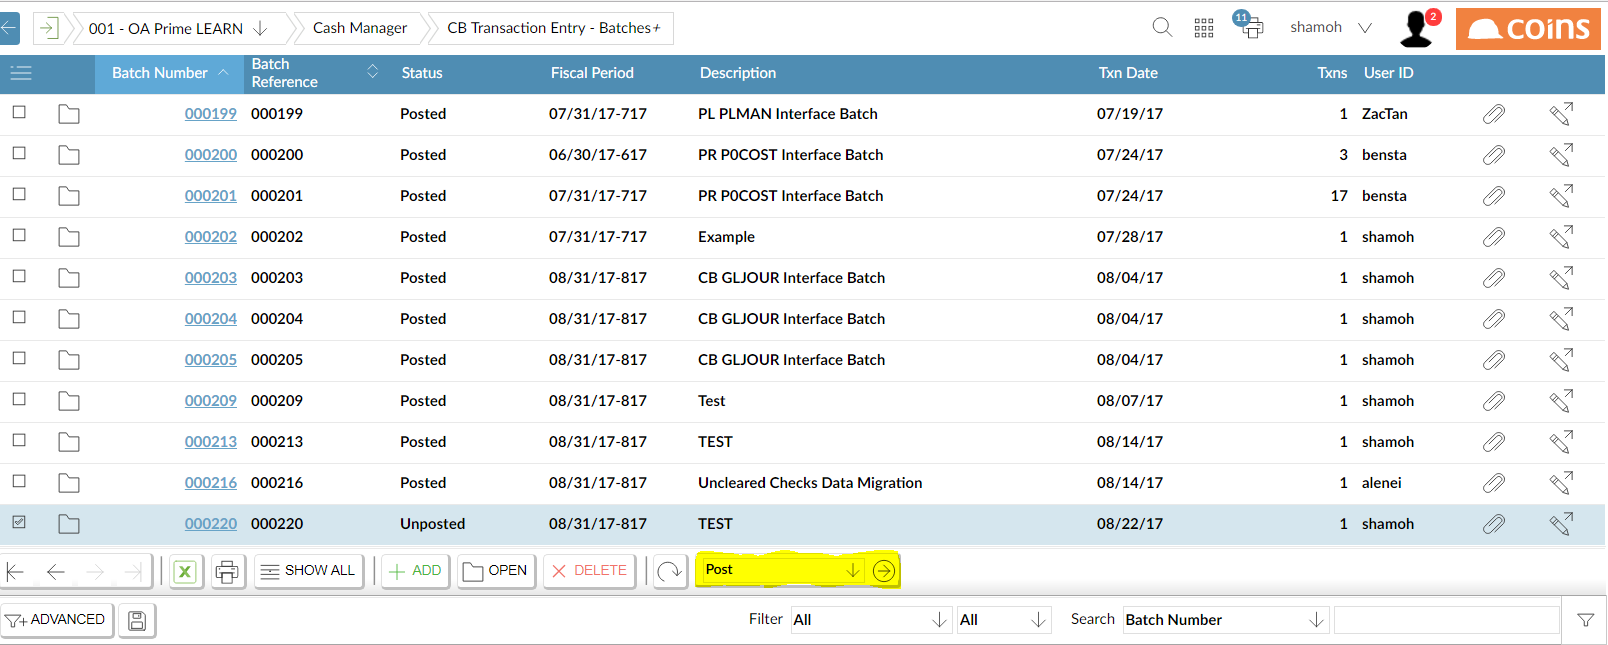 001 - OA Prime LEARN Cash Manager CB Transaction Entry - Batches+ 11 shamoh 2 coins
Batch Number Batch Reference Status Fiscal Period Description Txn Date Txns User ID
000199 000199 Posted 07/31/17-717 PL PLMAN Interface Batch 07/19/17 1 ZacTan
000200 000200 Posted 06/30/17-617 PR P0COST Interface Batch 07/24/17 3 bensta
000201 000201 Posted 07/31/17-717 PR P0COST Interface Batch 07/24/17 17 bensta
000202 000202 Posted 07/31/17-717 Example 07/28/17 1 shamoh
000203 000203 Posted 08/31/17-817 CB GLJOUR Interface Batch 08/04/17 1 shamoh
000204 000204 Posted 08/31/17-817 CB GLJOUR Interface Batch 08/04/17 1 shamoh
000205 000205 Posted 08/31/17-817 CB GLJOUR Interface Batch 08/04/17 1 shamoh
000209 000209 Posted 08/31/17-817 Test 08/07/17 1 shamoh
000213 000213 Posted 08/31/17-817 TEST 08/14/17 1 shamoh
000216 000216 Posted 08/31/17-817 Uncleared Checks Data Migration 08/14/17 1 alenei
000220 000220 Unposted 08/31/17-817 TEST 08/22/17 1 shamoh
SHOW ALL ADD OPEN DELETE Post
ADVANCED Filter All All Search Batch Number